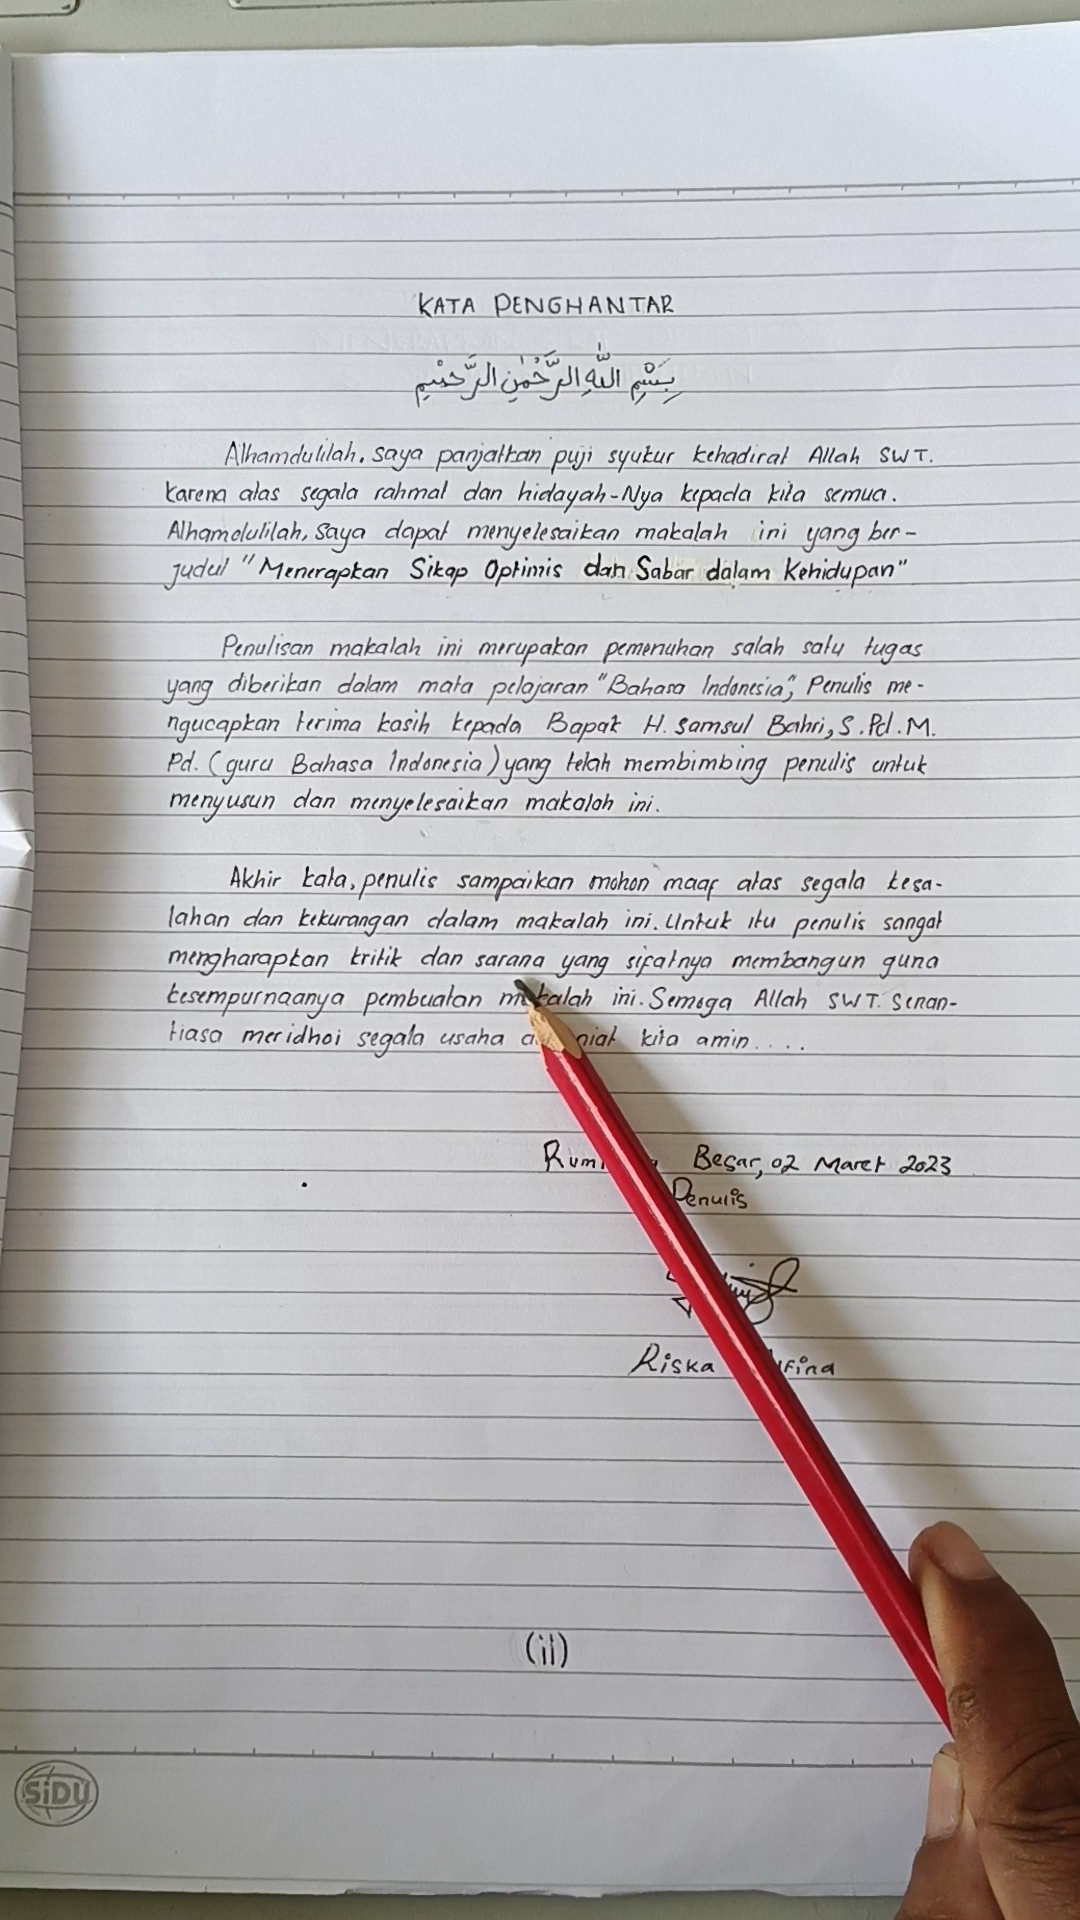 KATA PENGHANTAR
بِسْمِ اللّٰهِ الرَّحْمٰنِ الرَّحِيْمِ
Alhamdulilah, saya panjatkan puji syukur kehadirat Allah SWT.
karena atas segala rahmat dan hidayah-Nya kepada kita semua.
Alhamdulilah, saya dapat menyelesaikan makalah ini yang ber-
judul "Menerapkan Sikap Optimis dan Sabar dalam Kehidupan"
Penulisan makalah ini merupakan pemenuhan salah satu tugas
yang diberikan dalam mata pelajaran "Bahasa Indonesia", Penulis me-
ngucapkan terima kasih kepada Bapak H. Samsul Bahri, S.Pd.M.
Pd. (guru Bahasa Indonesia) yang telah membimbing penulis untuk
menyusun dan menyelesaikan makalah ini.
Akhir kata, penulis sampaikan mohon maaf atas segala kesa-
lahan dan kekurangan dalam makalah ini. Untuk itu penulis sangat
mengharapkan kritik dan sarana yang sifatnya membangun guna
kesempurnaanya pembuatan makalah ini. Semoga Allah SWT. Senan-
tiasa meridhoi segala usaha niat kita amin....
Besar, 02 Maret 2023
Penulis
Riska
(ii)
SiDU